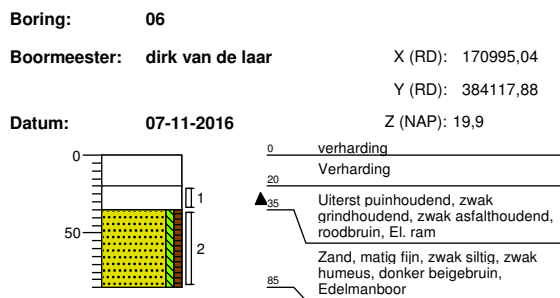 Boring: 06
Boormeester: dirk van de laar X (RD): 170995,04
Y (RD): 384117,88
Datum: 07-11-2016 Z (NAP): 19,9
0 0 verharding
Verharding
20
1 35 Uiterst puinhoudend, zwak
grindhoudend, zwak asfalthoudend,
roodbruin, El. ram
50 2
Zand, matig fijn, zwak siltig, zwak
humeus, donker beigebruin,
85 Edelmanboor